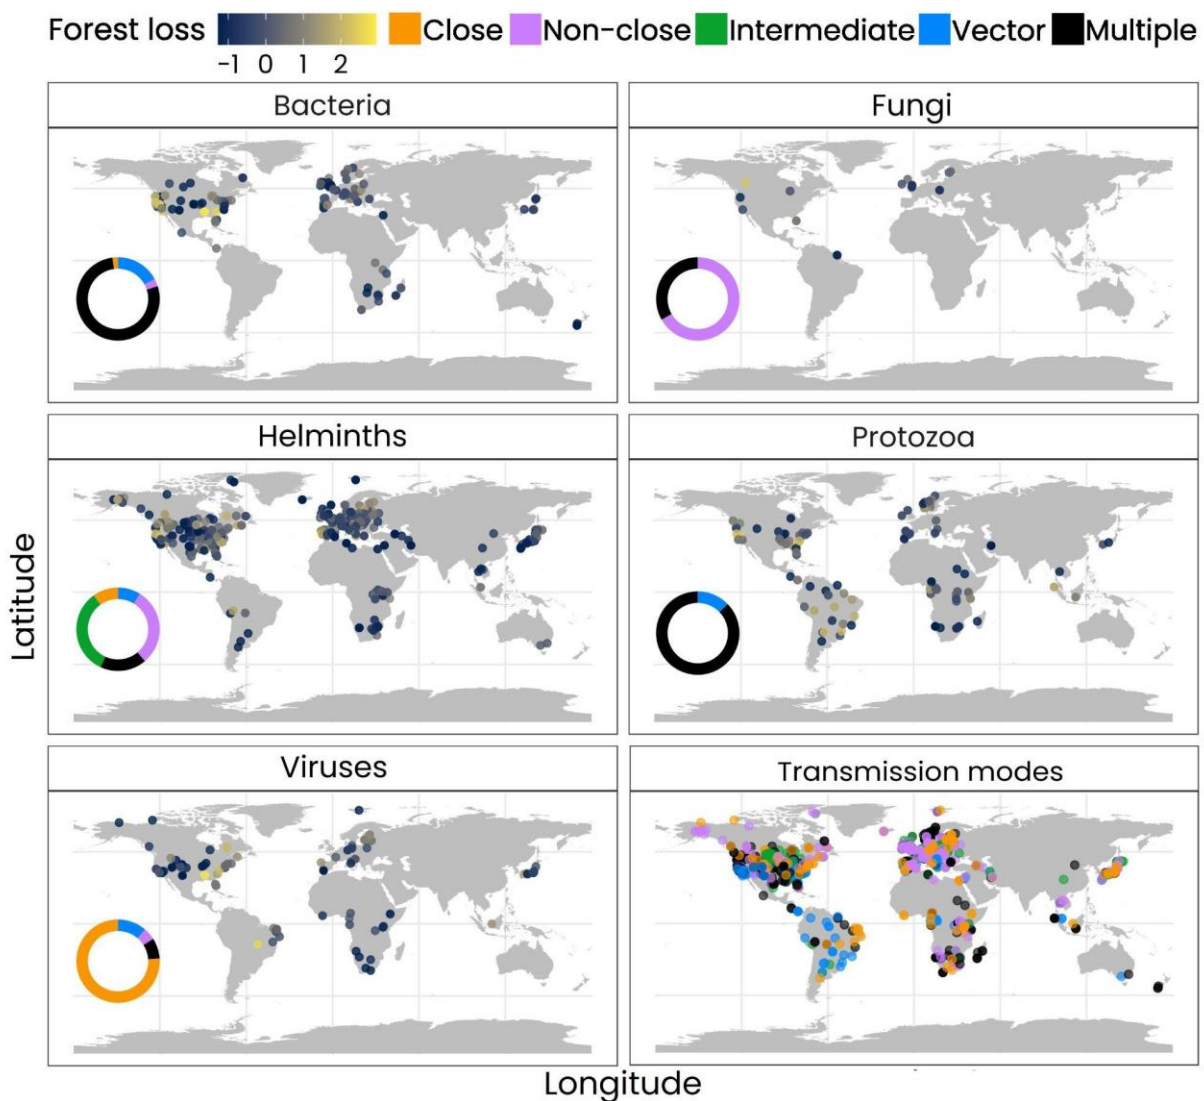 Forest loss Close Non-close Intermediate Vector Multiple
-1 0 1 2
Bacteria Fungi
Helminths Protozoa
Latitude
Viruses Transmission modes
Longitude